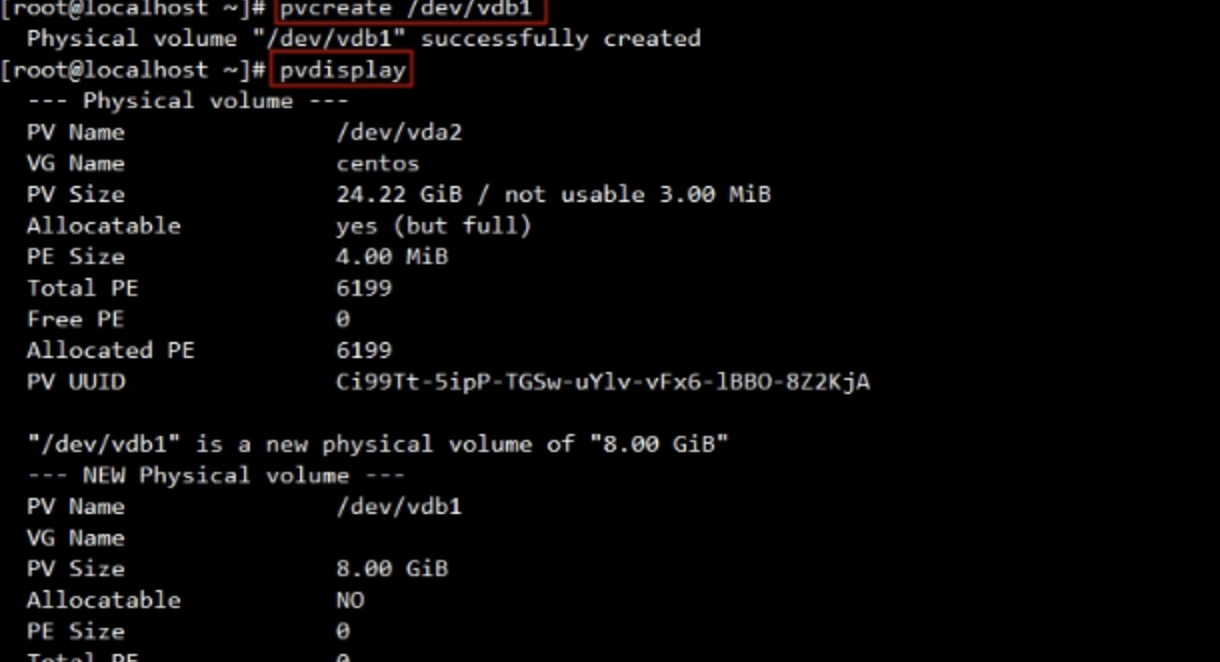 [root@localhost ~]# pvcreate /dev/vdb1
Physical volume "/dev/vdb1" successfully created
[root@localhost ~]# pvdisplay
--- Physical volume ---
PV Name /dev/vda2
VG Name centos
PV Size 24.22 GiB / not usable 3.00 MiB
Allocatable yes (but full)
PE Size 4.00 MiB
Total PE 6199
Free PE 0
Allocated PE 6199
PV UUID Ci99Tt-5ipP-TGSw-uYlv-vFx6-lBBO-8Z2KjA
"/dev/vdb1" is a new physical volume of "8.00 GiB"
--- NEW Physical volume ---
PV Name /dev/vdb1
VG Name
PV Size 8.00 GiB
Allocatable NO
PE Size 0
Total PE 0